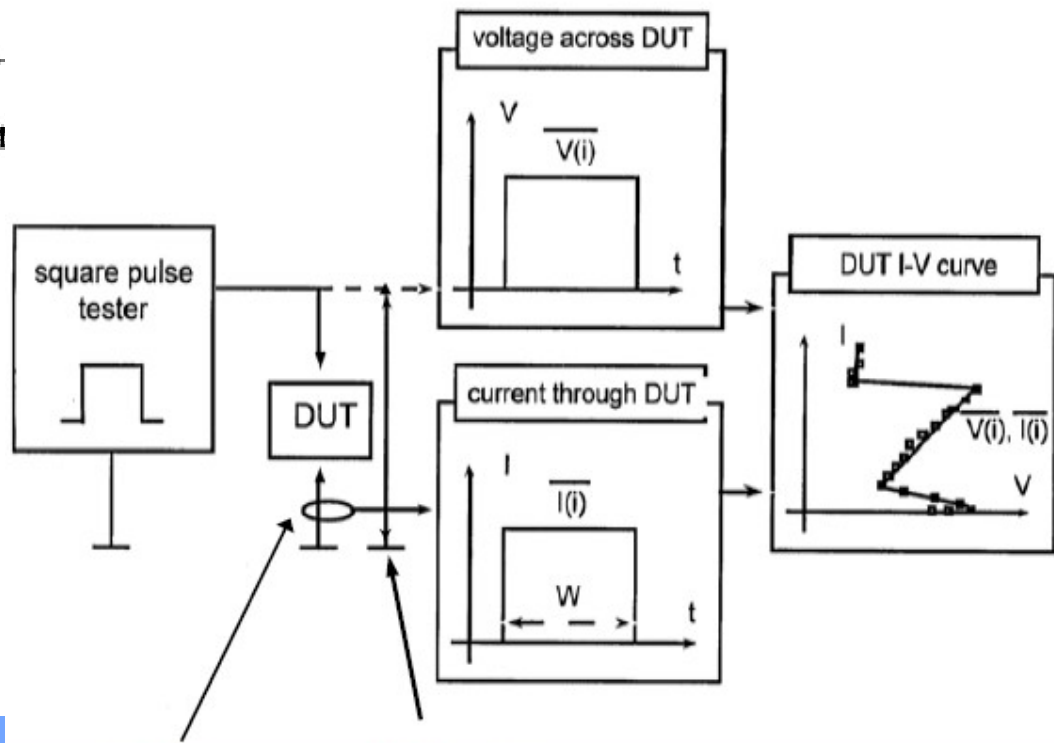 voltage across DUT
V
V(i)
t
square pulse
tester
DUT
current through DUT
I
I(i)
W
t
DUT I-V curve
I
V(i), I(i)
V